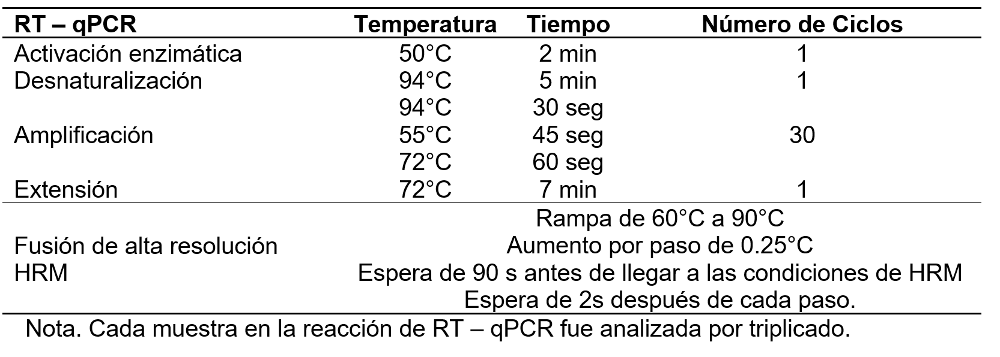 RT – qPCR Temperatura Tiempo Número de Ciclos
Activación enzimática 50°C 2 min 1
Desnaturalización 94°C 5 min 1
94°C 30 seg
Amplificación 55°C 45 seg 30
72°C 60 seg
Extensión 72°C 7 min 1
Rampa de 60°C a 90°C
Fusión de alta resolución Aumento por paso de 0.25°C
HRM Espera de 90 s antes de llegar a las condiciones de HRM
Espera de 2s después de cada paso.
Nota. Cada muestra en la reacción de RT – qPCR fue analizada por triplicado.